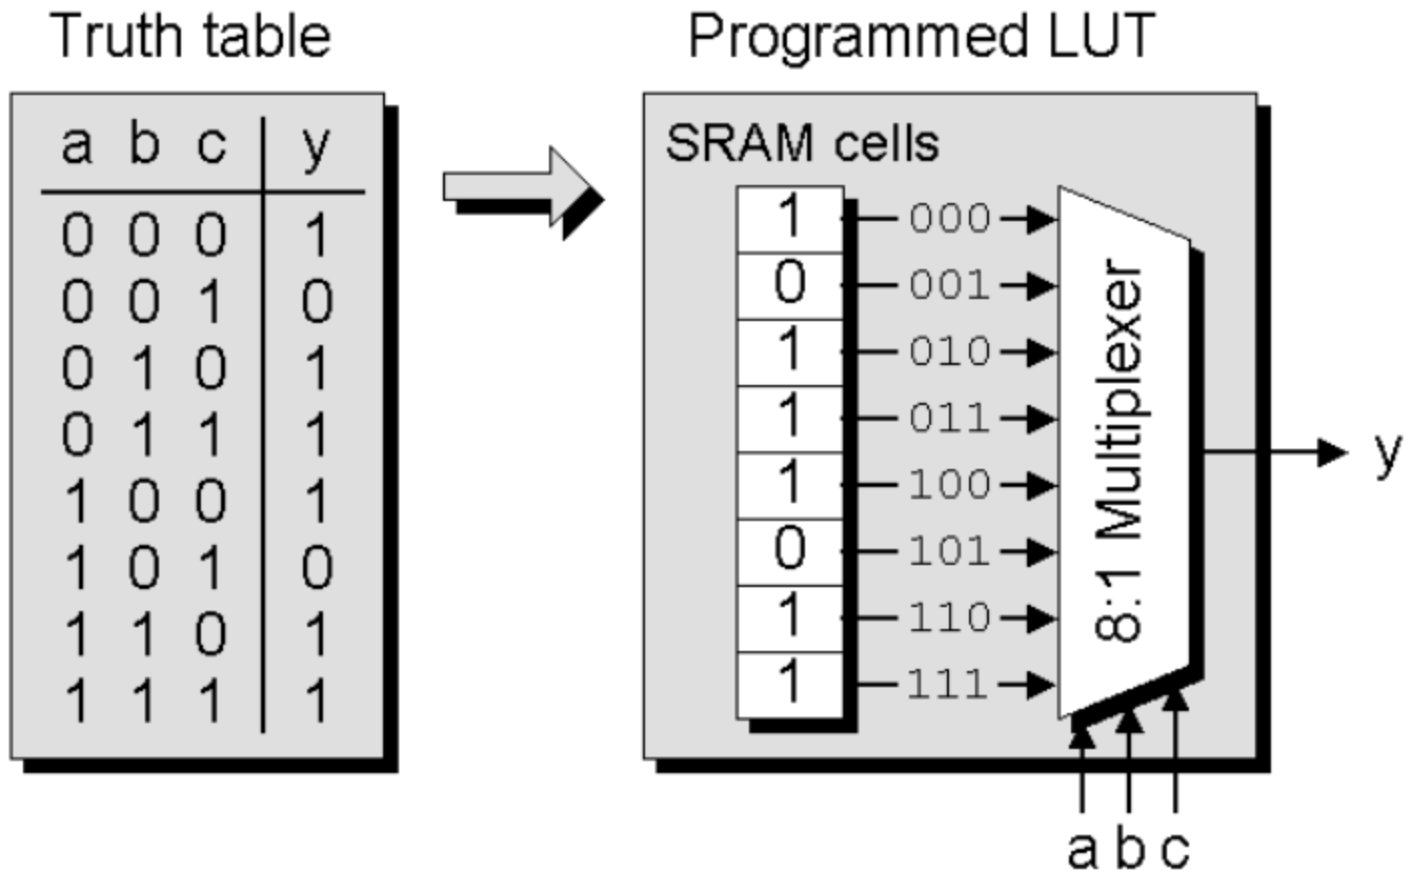 Truth table
a b c y
0 0 0 1
0 0 1 0
0 1 0 1
0 1 1 1
1 0 0 1
1 0 1 0
1 1 0 1
1 1 1 1
Programmed LUT
SRAM cells
1 000
0 001
1 010
1 011
1 100
0 101
1 110
1 111
8:1 Multiplexer
y
a b c